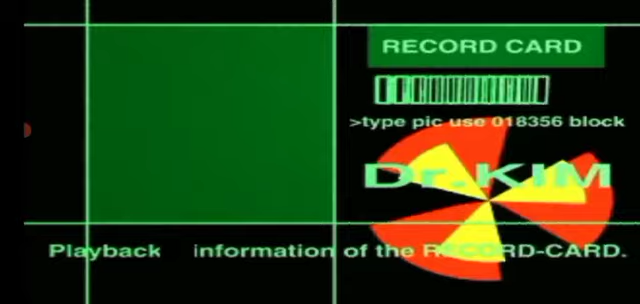 RECORD CARD
>type pic use 018356 block
Dr.KIM
Playback information of the RECORD-CARD.